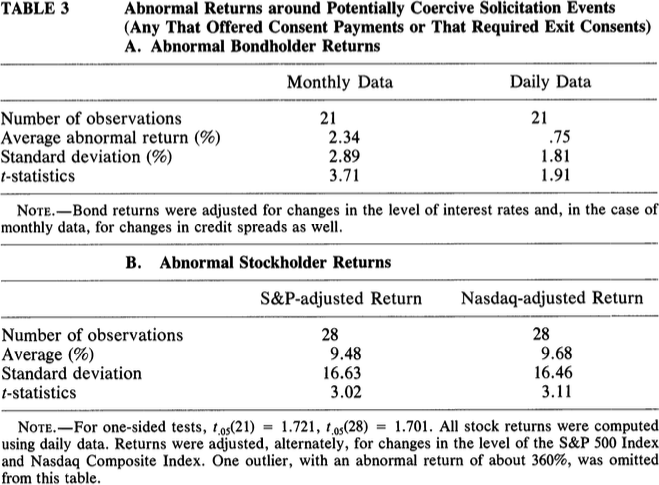 TABLE 3 Abnormal Returns around Potentially Coercive Solicitation Events
(Any That Offered Consent Payments or That Required Exit Consents)
A. Abnormal Bondholder Returns
Monthly Data Daily Data
Number of observations 21 21
Average abnormal return (%) 2.34 .75
Standard deviation (%) 2.89 1.81
t-statistics 3.71 1.91
NOTE.—Bond returns were adjusted for changes in the level of interest rates and, in the case of
monthly data, for changes in credit spreads as well.
B. Abnormal Stockholder Returns
S&P-adjusted Return Nasdaq-adjusted Return
Number of observations 28 28
Average (%) 9.48 9.68
Standard deviation 16.63 16.46
t-statistics 3.02 3.11
NOTE.—For one-sided tests, t.05(21) = 1.721, t.05(28) = 1.701. All stock returns were computed
using daily data. Returns were adjusted, alternately, for changes in the level of the S&P 500 Index
and Nasdaq Composite Index. One outlier, with an abnormal return of about 360%, was omitted
from this table.